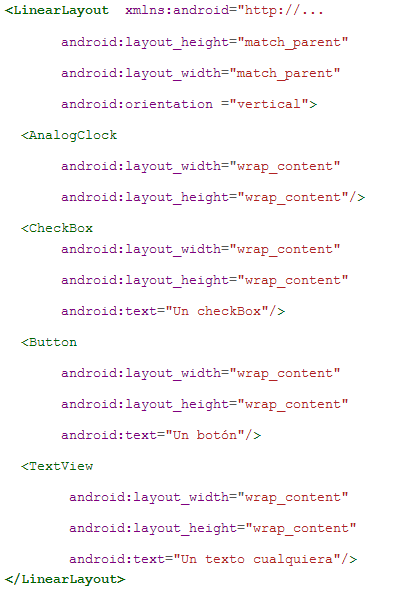 <LinearLayout  xmlns:android="http://...
android:layout_height="match_parent"
android:layout_width="match_parent"
android:orientation ="vertical">
<AnalogClock
android:layout_width="wrap_content"
android:layout_height="wrap_content"/>
<CheckBox
android:layout_width="wrap_content"
android:layout_height="wrap_content"
android:text="Un checkBox"/>
<Button
android:layout_width="wrap_content"
android:layout_height="wrap_content"
android:text="Un botón"/>
<TextView
android:layout_width="wrap_content"
android:layout_height="wrap_content"
android:text="Un texto cualquiera"/>
</LinearLayout>